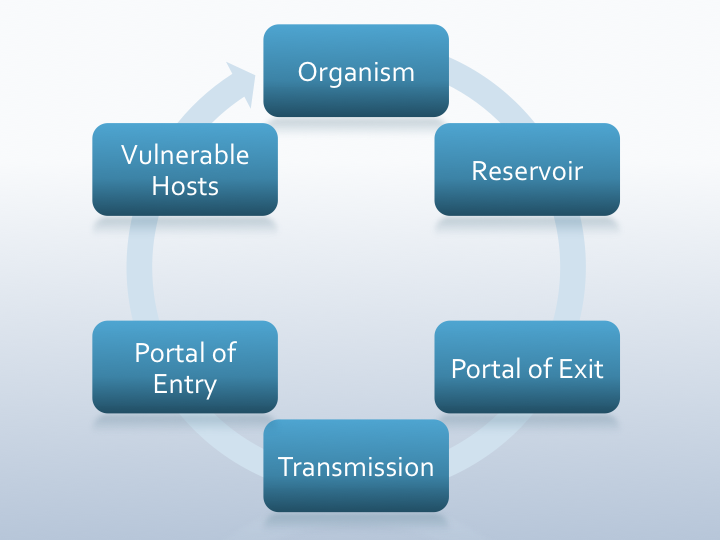 Organism
Reservoir
Portal of Exit
Transmission
Portal of
Entry
Vulnerable
Hosts